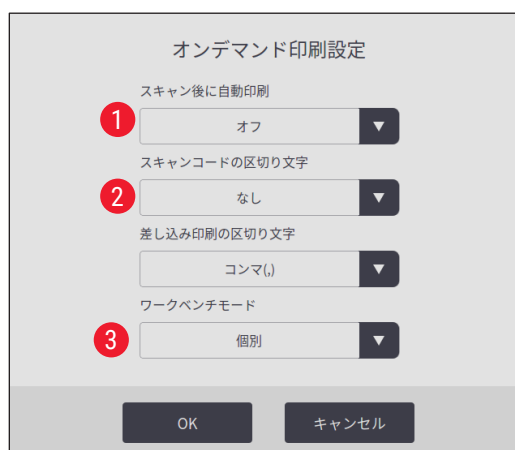 オンデマンド印刷設定
スキャン後に自動印刷
1
オフ
スキャンコードの区切り文字
2
なし
差し込み印刷の区切り文字
コンマ(,)
ワークベンチモード
3
個別
OK
キャンセル